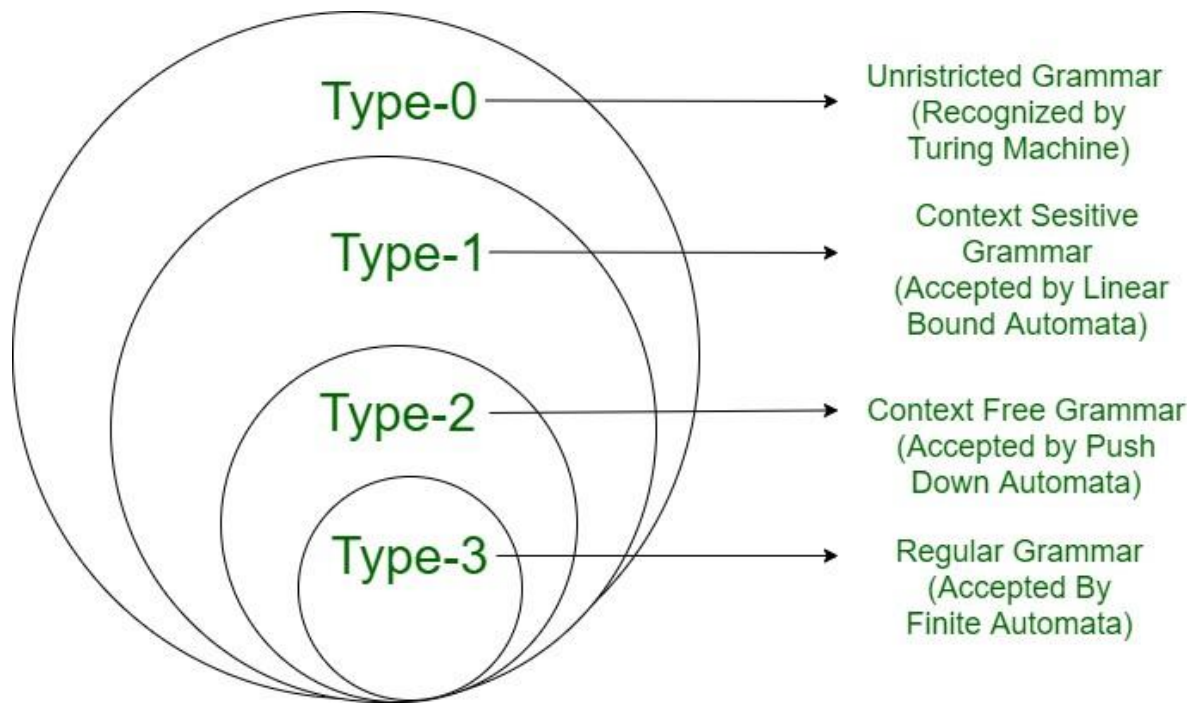 Type-0
Unristricted Grammar
(Recognized by
Turing Machine)
Type-1
Context Sesitive
Grammar
(Accepted by Linear
Bound Automata)
Type-2
Context Free Grammar
(Accepted by Push
Down Automata)
Type-3
Regular Grammar
(Accepted By
Finite Automata)